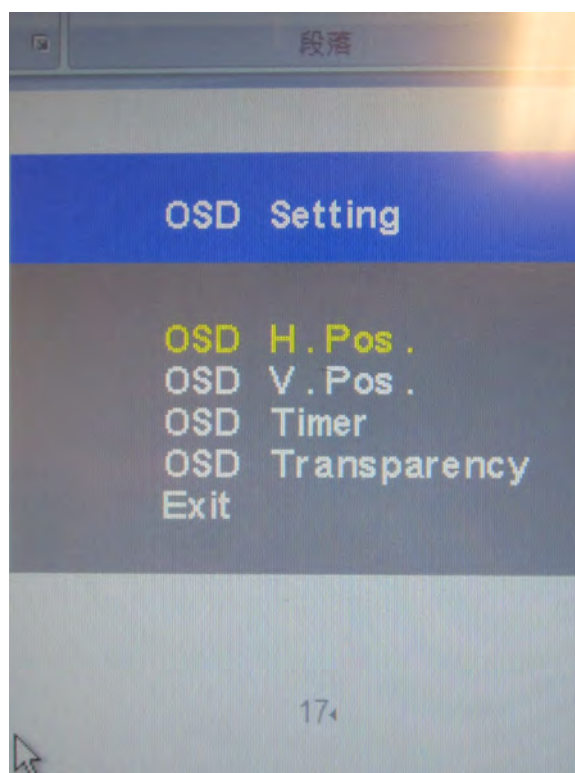 段落
OSD Setting
OSD H.Pos.
OSD V.Pos.
OSD Timer
OSD Transparency
Exit
17